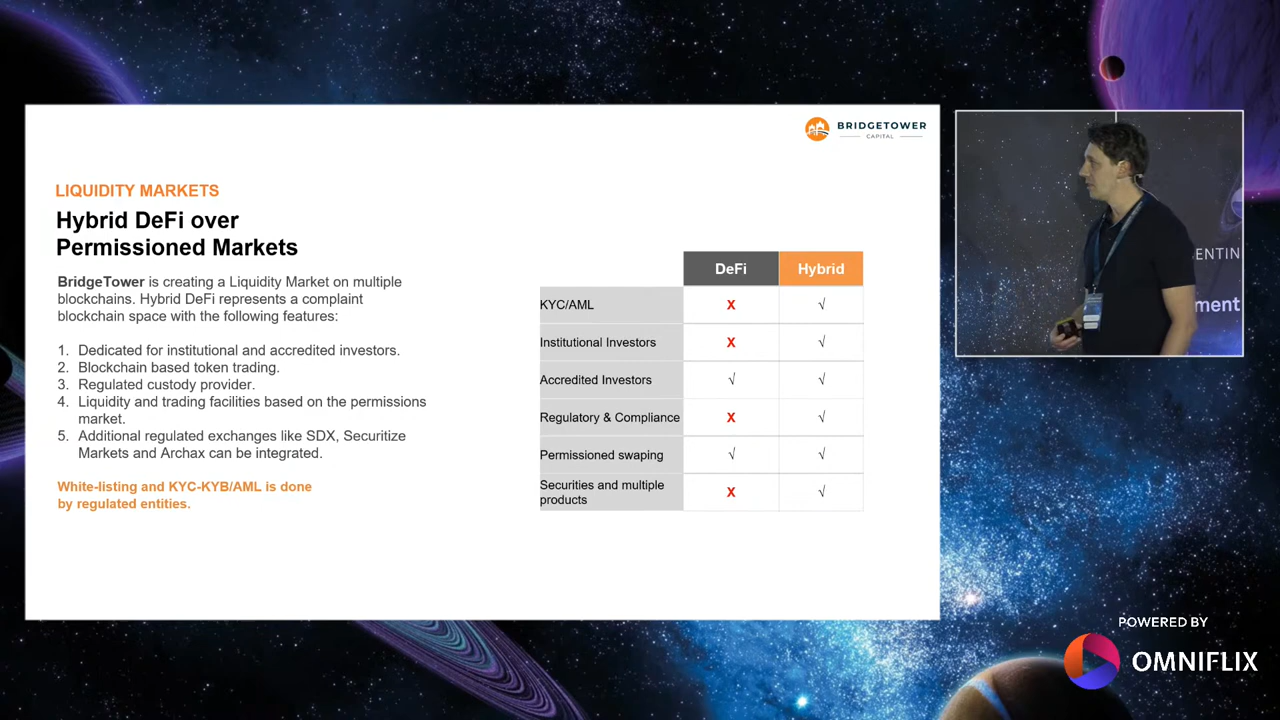 BRIDGETOWER
CAPITAL
LIQUIDITY MARKETS
Hybrid DeFi over
Permissioned Markets
BridgeTower is creating a Liquidity Market on multiple
blockchains. Hybrid DeFi represents a complaint
blockchain space with the following features:
1. Dedicated for institutional and accredited investors.
2. Blockchain based token trading.
3. Regulated custody provider.
4. Liquidity and trading facilities based on the permissions
market.
5. Additional regulated exchanges like SDX, Securitize
Markets and Archax can be integrated.
White-listing and KYC-KYB/AML is done
by regulated entities.
DeFi Hybrid
KYC/AML X √
Institutional Investors X √
Accredited Investors √ √
Regulatory & Compliance X √
Permissioned swaping √ √
Securities and multiple
products X √
ENTIN
ment
POWERED BY
OMNIFLIX